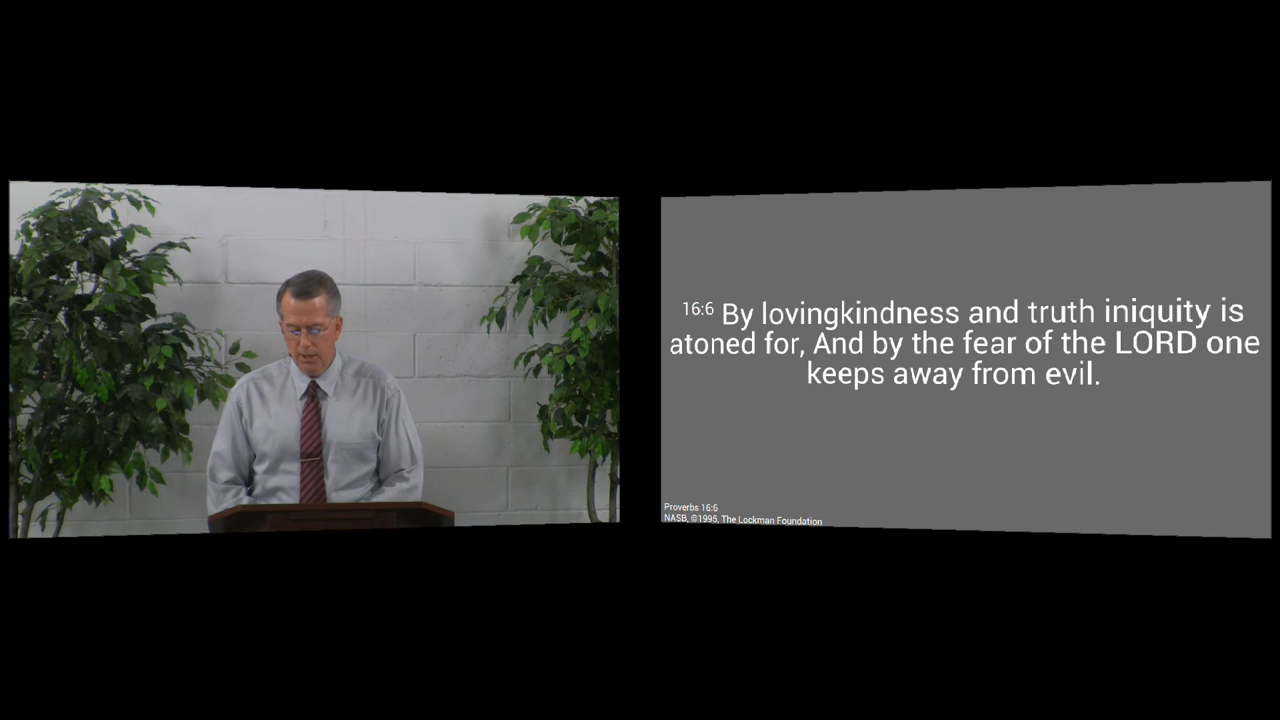 16:6 By lovingkindness and truth iniquity is
atoned for, And by the fear of the LORD one
keeps away from evil.
Proverbs 16:6
NASB, ©1995, The Lockman Foundation